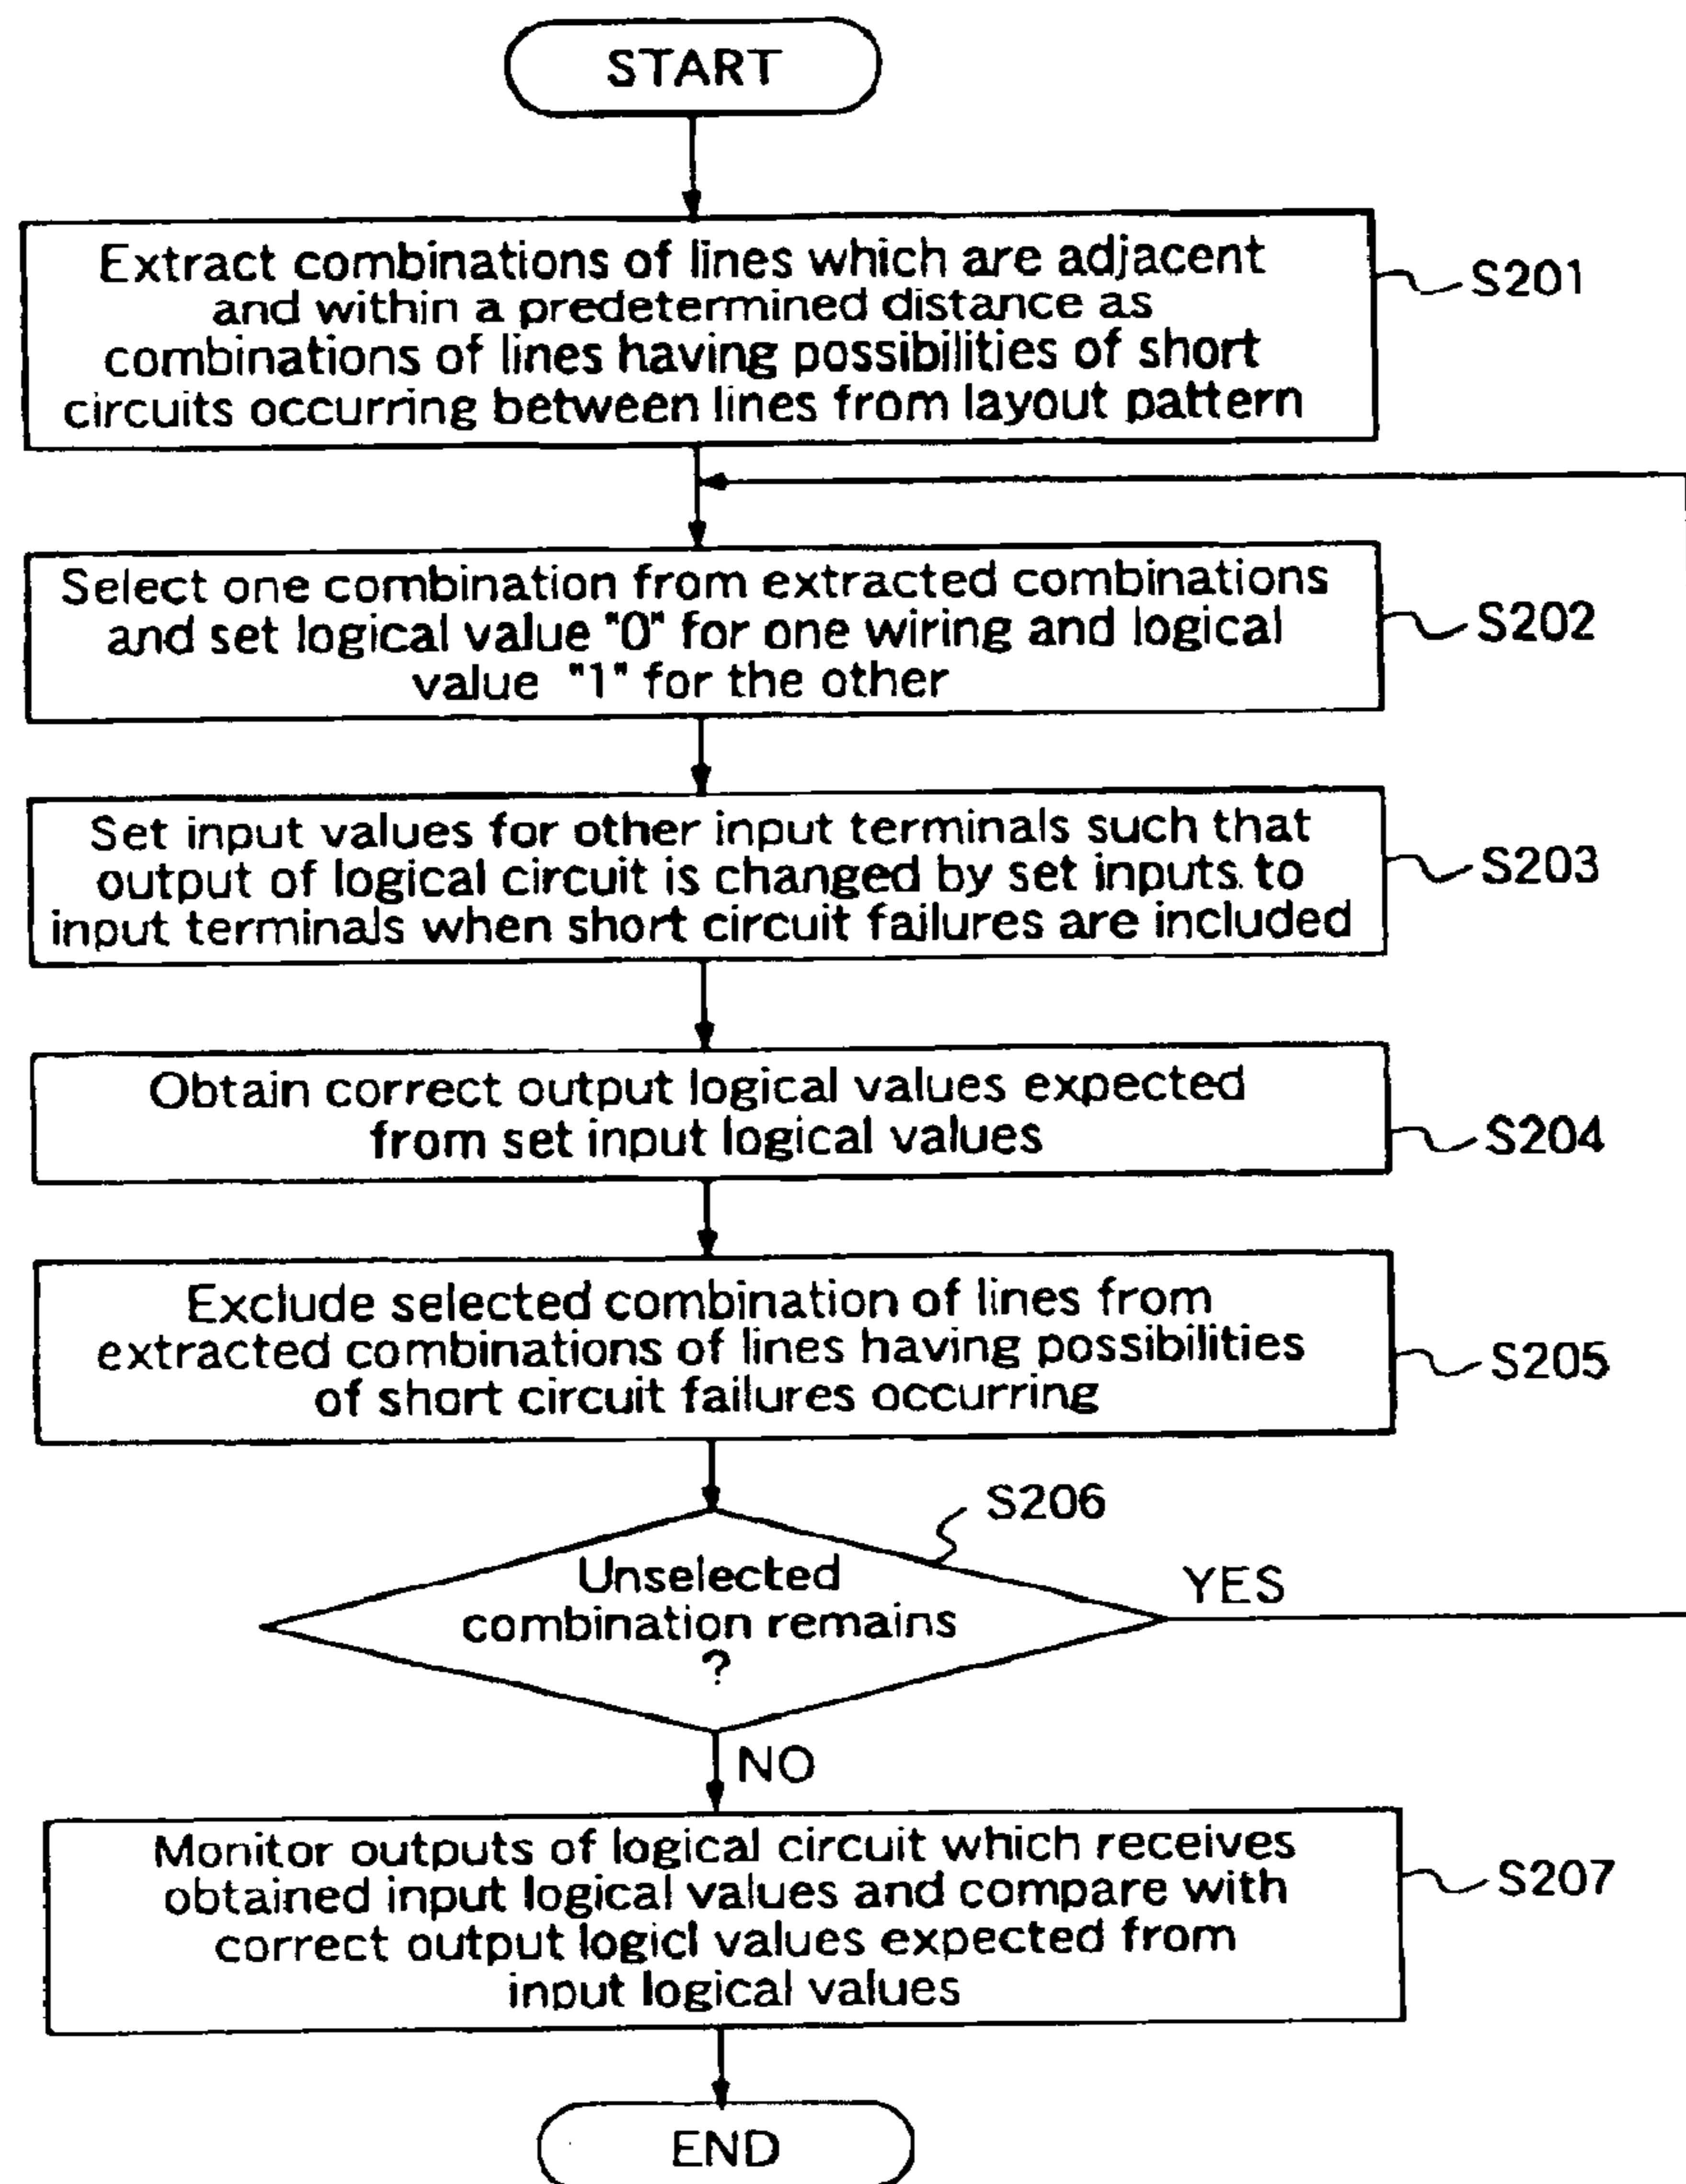 START
Extract combinations of lines which are adjacent
and within a predetermined distance as
combinations of lines having possibilities of short
circuits occurring between lines from layout pattern
S201
Select one combination from extracted combinations
and set logical value "0" for one wiring and logical
value "1" for the other
S202
Set input values for other input terminals such that
output of logical circuit is changed by set inputs to
input terminals when short circuit failures are included
S203
Obtain correct output logical values expected
from set input logical values
S204
Exclude selected combination of lines from
extracted combinations of lines having possibilities
of short circuit failures occurring
S205
S206
Unselected
combination remains
?
YES
NO
Monitor outputs of logical circuit which receives
obtained input logical values and compare with
correct output logicl values expected from
input logical values
S207
END